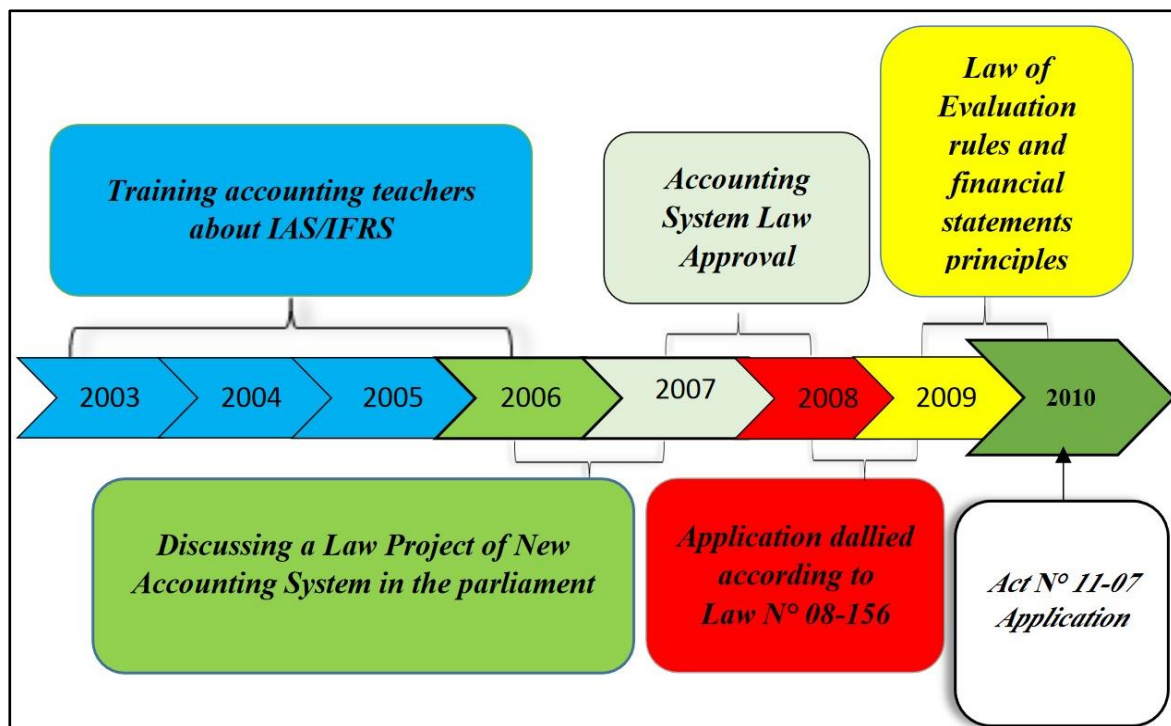 Training accounting teachers
about IAS/IFRS
Accounting
System Law
Approval
Law of
Evaluation
rules and
financial
statements
principles
2003
2004
2005
2006
2007
2008
2009
2010
Discussing a Law Project of New
Accounting System in the parliament
Application dallied
according to
Law N° 08-156
Act N° 11-07
Application